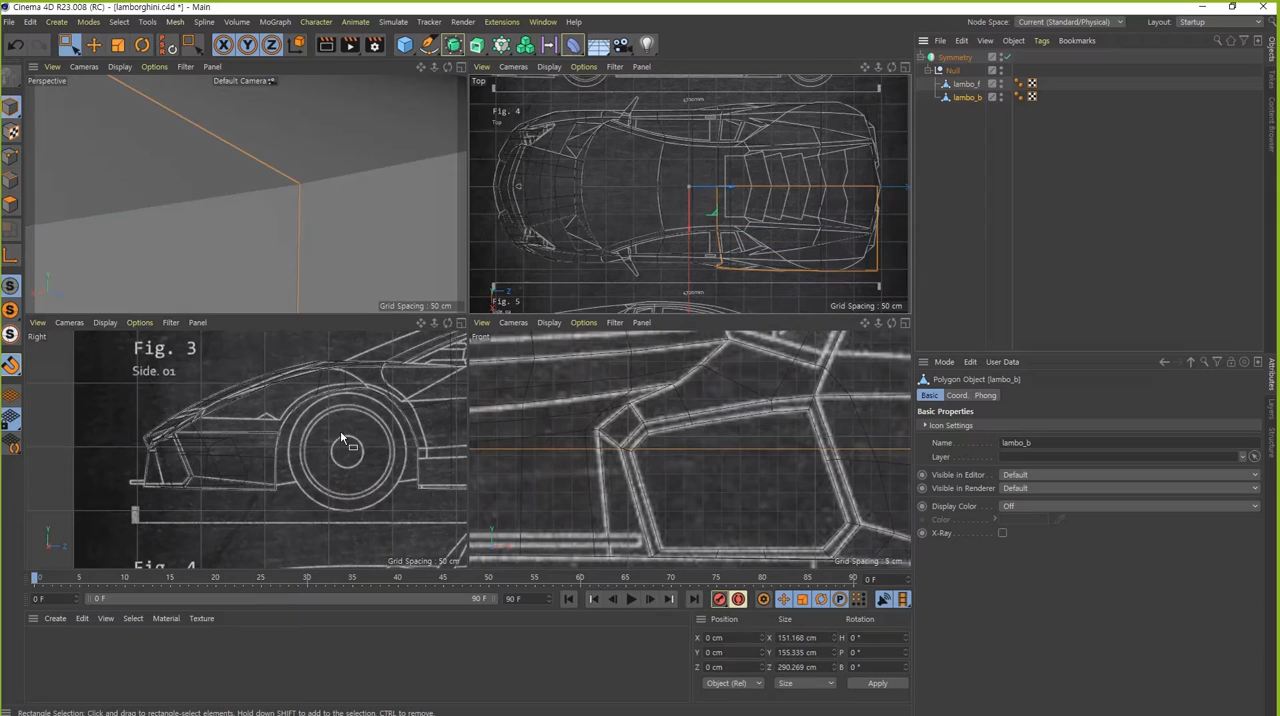 Cinema 4D R23.008 (RC) - [lamborghini.c4d *] - Main
File Edit Create Modes Select Tools Mesh Spline Volume MoGraph Character Animate Simulate Tracker Render Extensions Window Help
Node Space: Current (Standard/Physical) Layout: Startup
View Cameras Display Options Filter Panel
Perspective Default Camera
Grid Spacing : 50 cm
View Cameras Display Options Filter Panel
Top
Fig. 4
Top
Fig. 5
Grid Spacing : 50 cm
View Cameras Display Options Filter Panel
Right
Fig. 3
Side. 01
Grid Spacing : 50 cm
View Cameras Display Options Filter Panel
Front
Grid Spacing : 5 cm
File Edit View Object Tags Bookmarks
Symmetry
Null
lambo_f
lambo_b
Objects
Takes
Content Browser
Mode Edit User Data
Polygon Object [lambo_b]
Basic Coord. Phong
Basic Properties
Icon Settings
Name lambo_b
Layer
Visible in Editor Default
Visible in Renderer Default
Display Color Off
Color
X-Ray
Attributes
Layers
Structure
0 5 10 15 20 25 30 35 40 45 50 55 60 65 70 75 80 85 90 0 F
0 F 0 F 90 F 90 F
Create Edit View Select Material Texture
Position Size Rotation
X 0 cm X 151.168 cm H 0 °
Y 0 cm Y 155.335 cm P 0 °
Z 0 cm Z 290.269 cm B 0 °
Object (Rel) Size Apply
Rectangle Selection: Click and drag to rectangle-select elements. Hold down SHIFT to add to the selection, CTRL to remove.